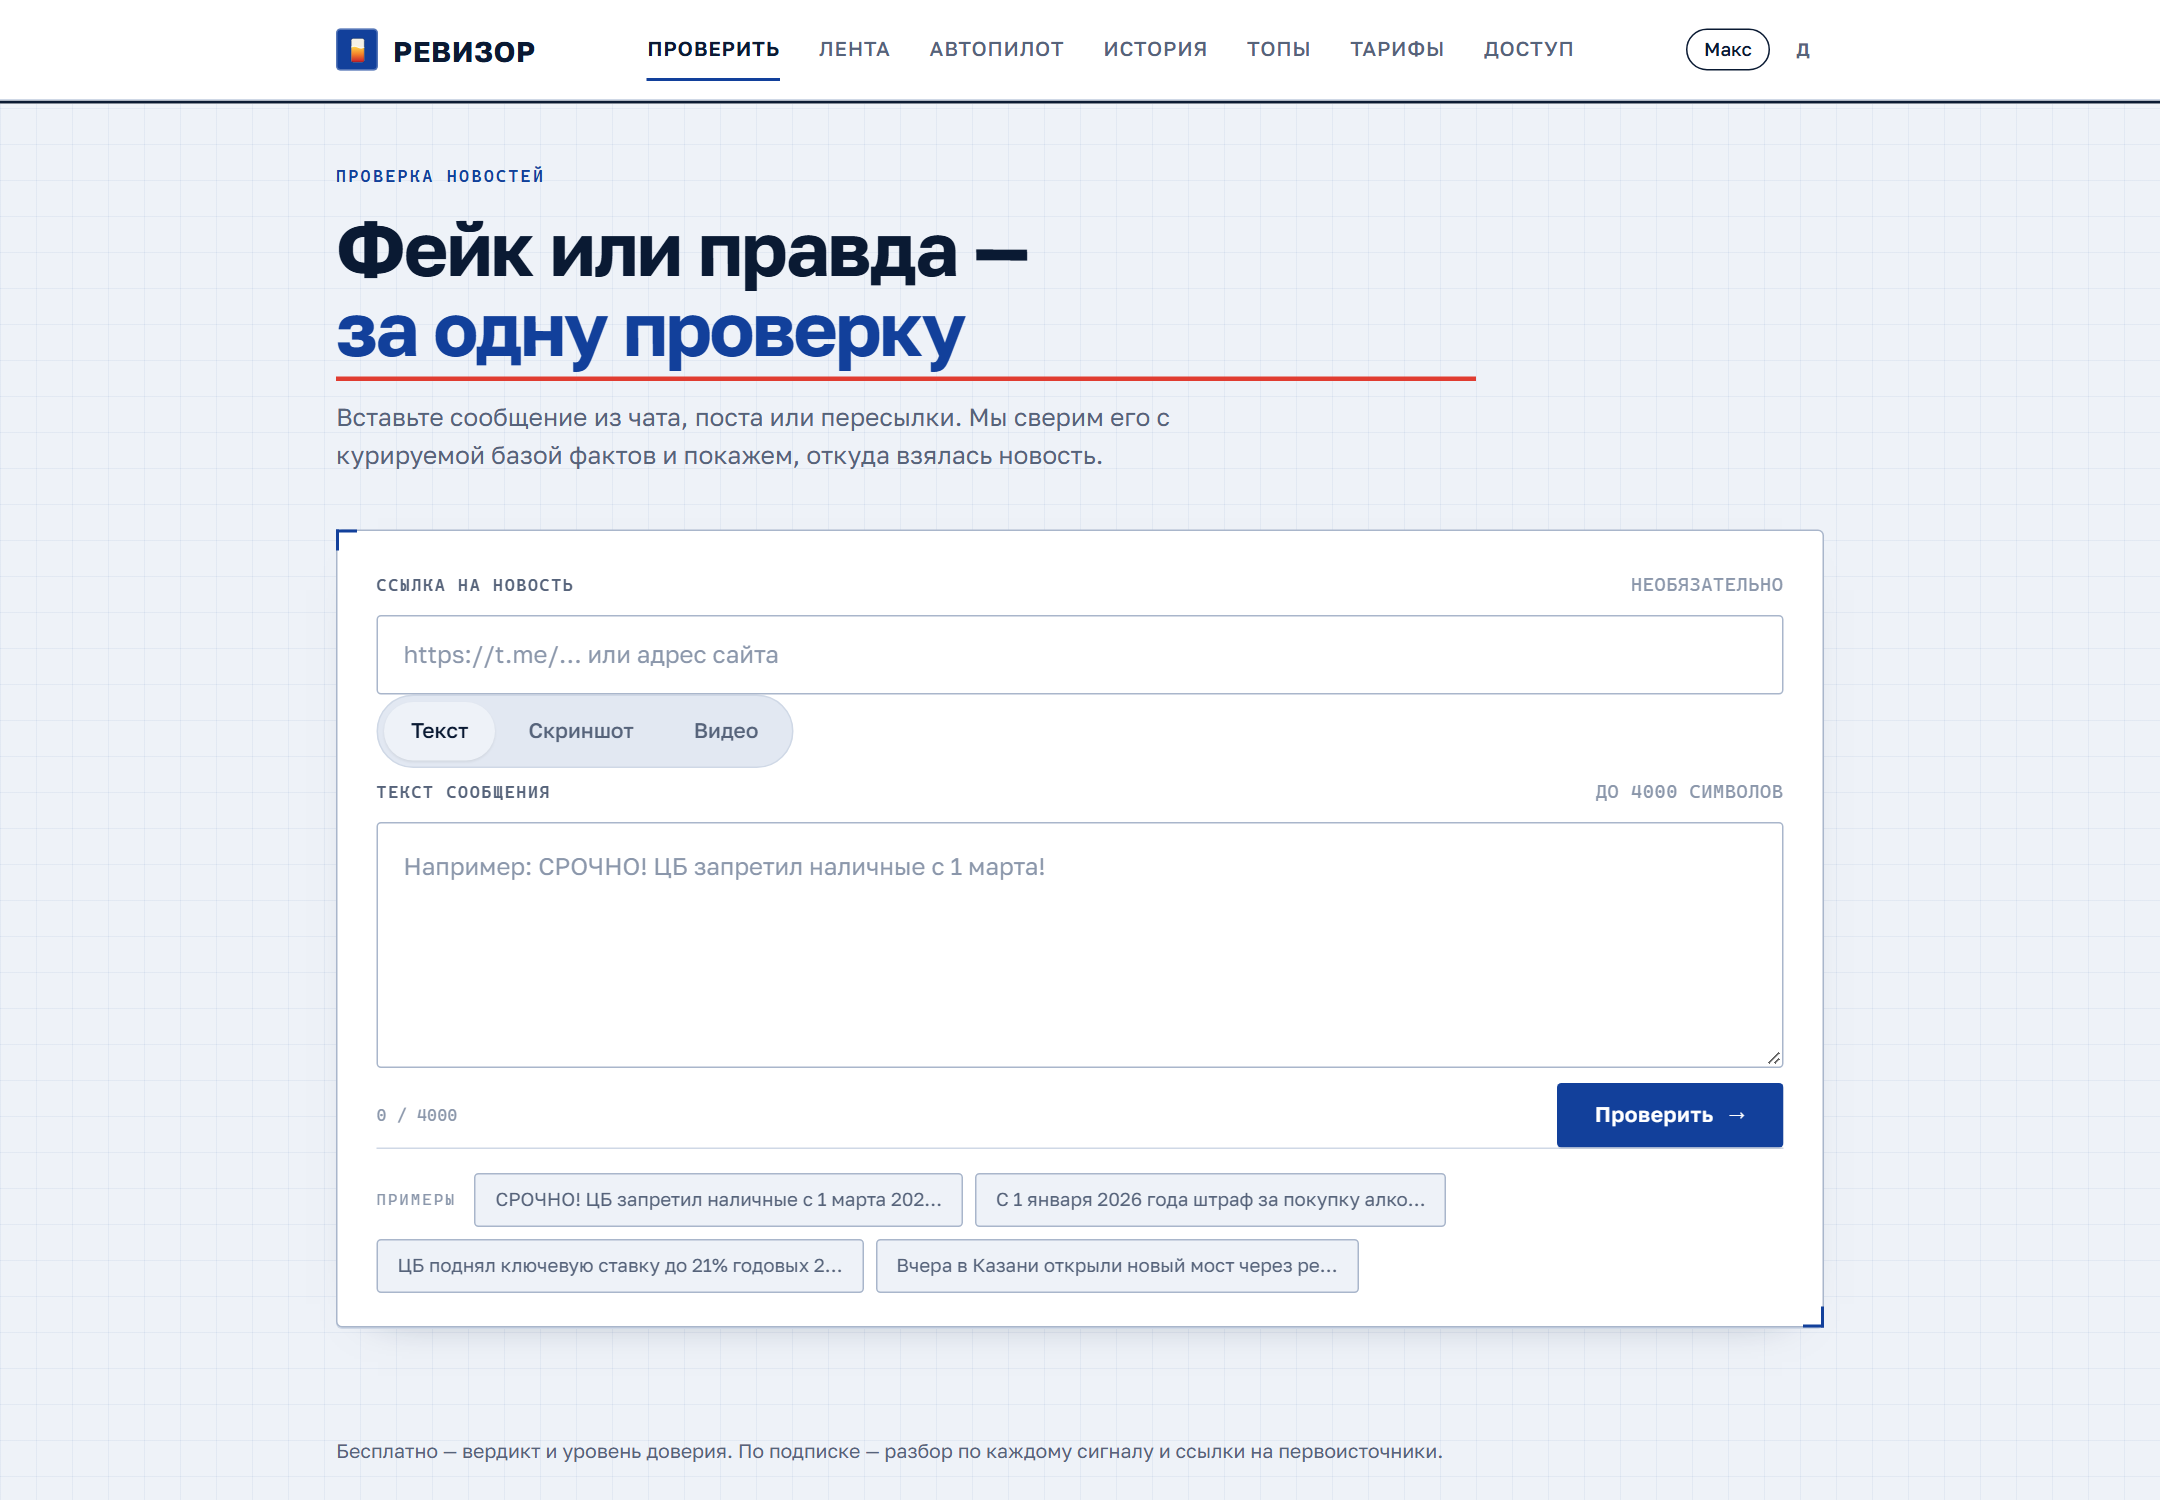 РЕВИЗОР
ПРОВЕРИТЬ ЛЕНТА АВТОПИЛОТ ИСТОРИЯ ТОПЫ ТАРИФЫ ДОСТУП
Макс Д
ПРОВЕРКА НОВОСТЕЙ
Фейк или правда —
за одну проверку
Вставьте сообщение из чата, поста или пересылки. Мы сверим его с
курируемой базой фактов и покажем, откуда взялась новость.
ССЫЛКА НА НОВОСТЬ НЕОБЯЗАТЕЛЬНО
https://t.me/... или адрес сайта
Текст Скриншот Видео
ТЕКСТ СООБЩЕНИЯ ДО 4000 СИМВОЛОВ
Например: СРОЧНО! ЦБ запретил наличные с 1 марта!
0 / 4000 Проверить →
ПРИМЕРЫ СРОЧНО! ЦБ запретил наличные с 1 марта 202... С 1 января 2026 года штраф за покупку алко...
ЦБ поднял ключевую ставку до 21% годовых 2... Вчера в Казани открыли новый мост через ре...
Бесплатно — вердикт и уровень доверия. По подписке — разбор по каждому сигналу и ссылки на первоисточники.